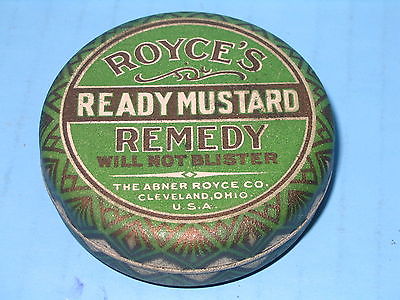 ROYCE'S
READY MUSTARD
REMEDY
WILL NOT BLISTER
THE ABNER ROYCE CO.
CLEVELAND, OHIO.
U.S.A.